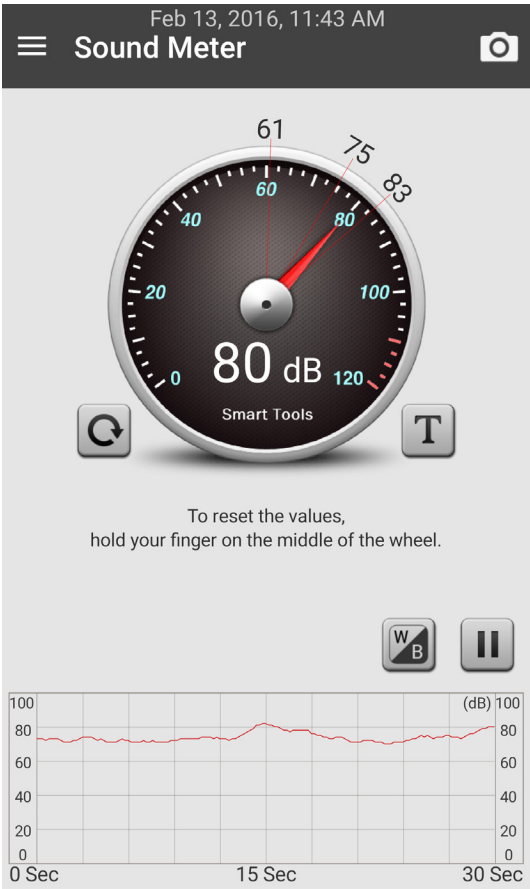 Feb 13, 2016, 11:43 AM
Sound Meter
61
75
83
60
40
80
20
100
0
120
80 dB
Smart Tools
T
To reset the values,
hold your finger on the middle of the wheel.
W
B
100 (dB) 100
80 80
60 60
40 40
20 20
0 0
0 Sec 15 Sec 30 Sec